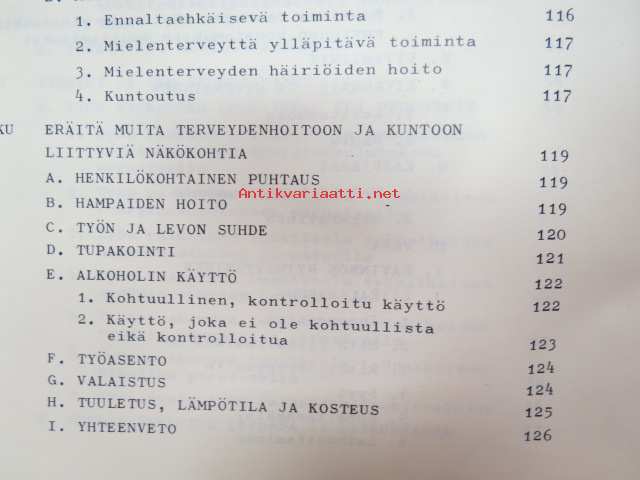 1. Ennaltaehkäisevä toiminta 116
2. Mielenterveyttä ylläpitävä toiminta 117
3. Mielenterveyden häiriöiden hoito 117
4. Kuntoutus 117
KU ERÄITÄ MUITA TERVEYDENHOITOON JA KUNTOON
LIITTYVIÄ NÄKÖKOHTIA 119
A. HENKILÖKOHTAINEN PUHTAUS 119
Antikvariaatti.net
B. HAMPAIDEN HOITO 119
C. TYÖN JA LEVON SUHDE 120
D. TUPAKOINTI 121
E. ALKOHOLIN KÄYTTÖ 122
1. Kohtuullinen, kontrolloitu käyttö 122
2. Käyttö, joka ei ole kohtuullista
eikä kontrolloitua 123
F. TYÖASENTO 124
G. VALAISTUS 124
H. TUULETUS, LÄMPÖTILA JA KOSTEUS 125
I. YHTEENVETO 126